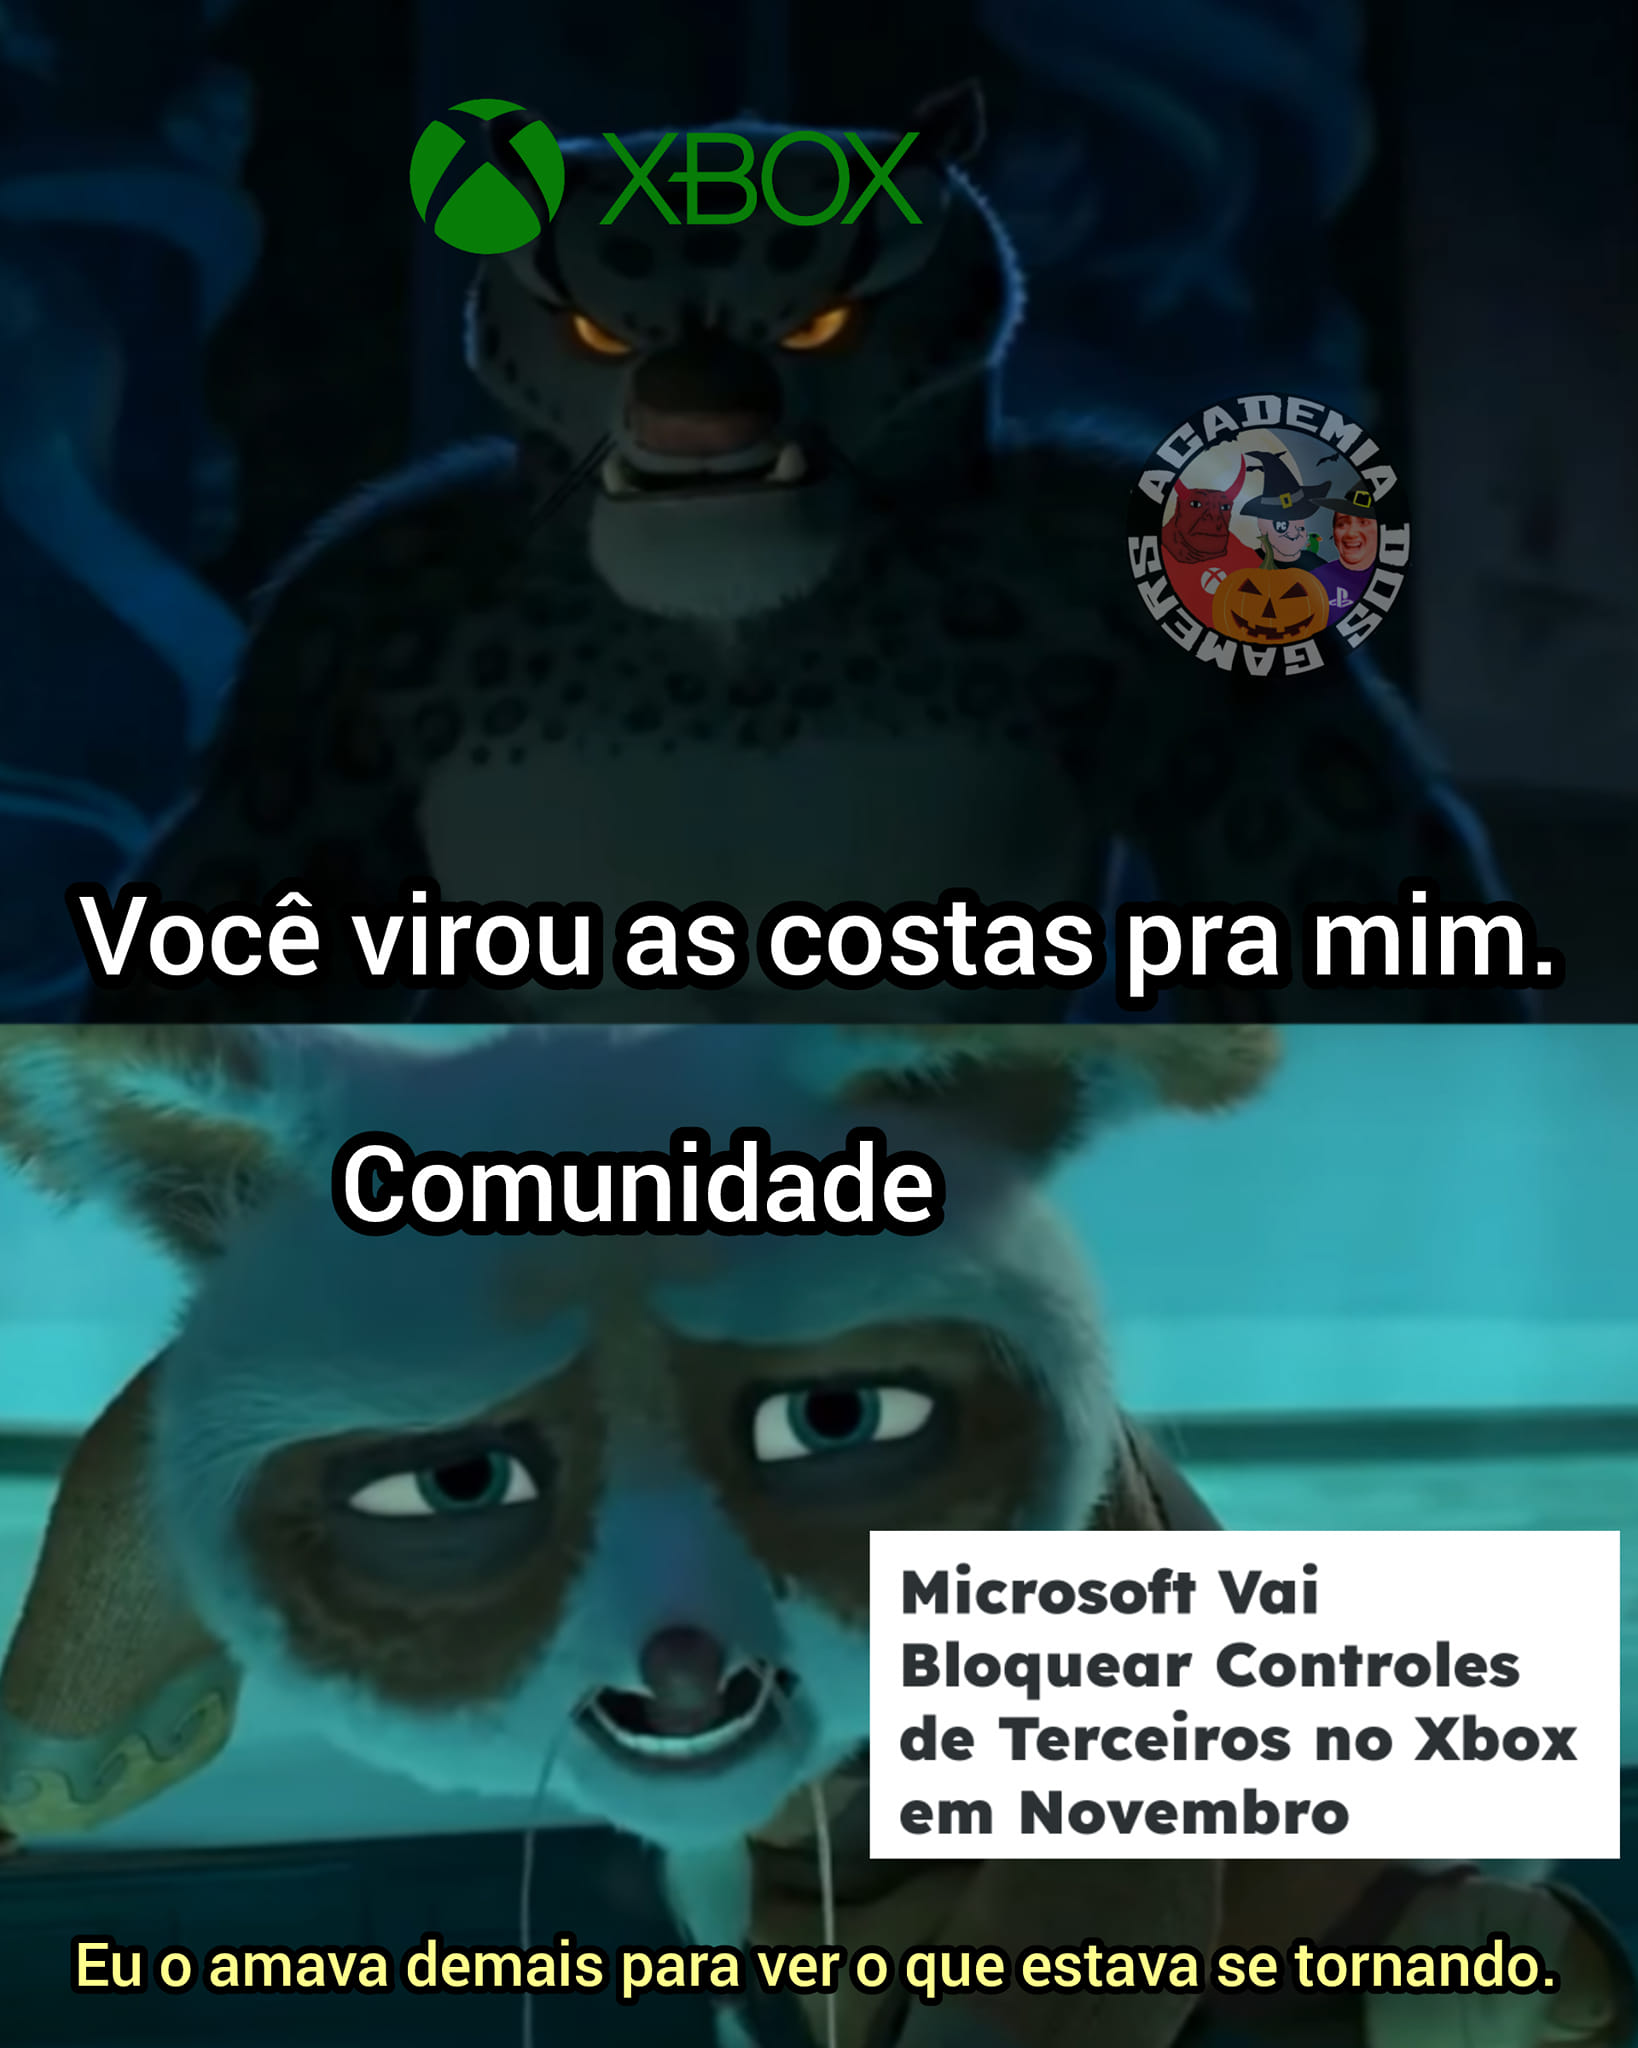 XBOX
ACADEMIA DOS GAMERS
PC
Você virou as costas pra mim.
Comunidade
Microsoft Vai
Bloquear Controles
de Terceiros no Xbox
em Novembro
Eu o amava demais para ver o que estava se tornando.